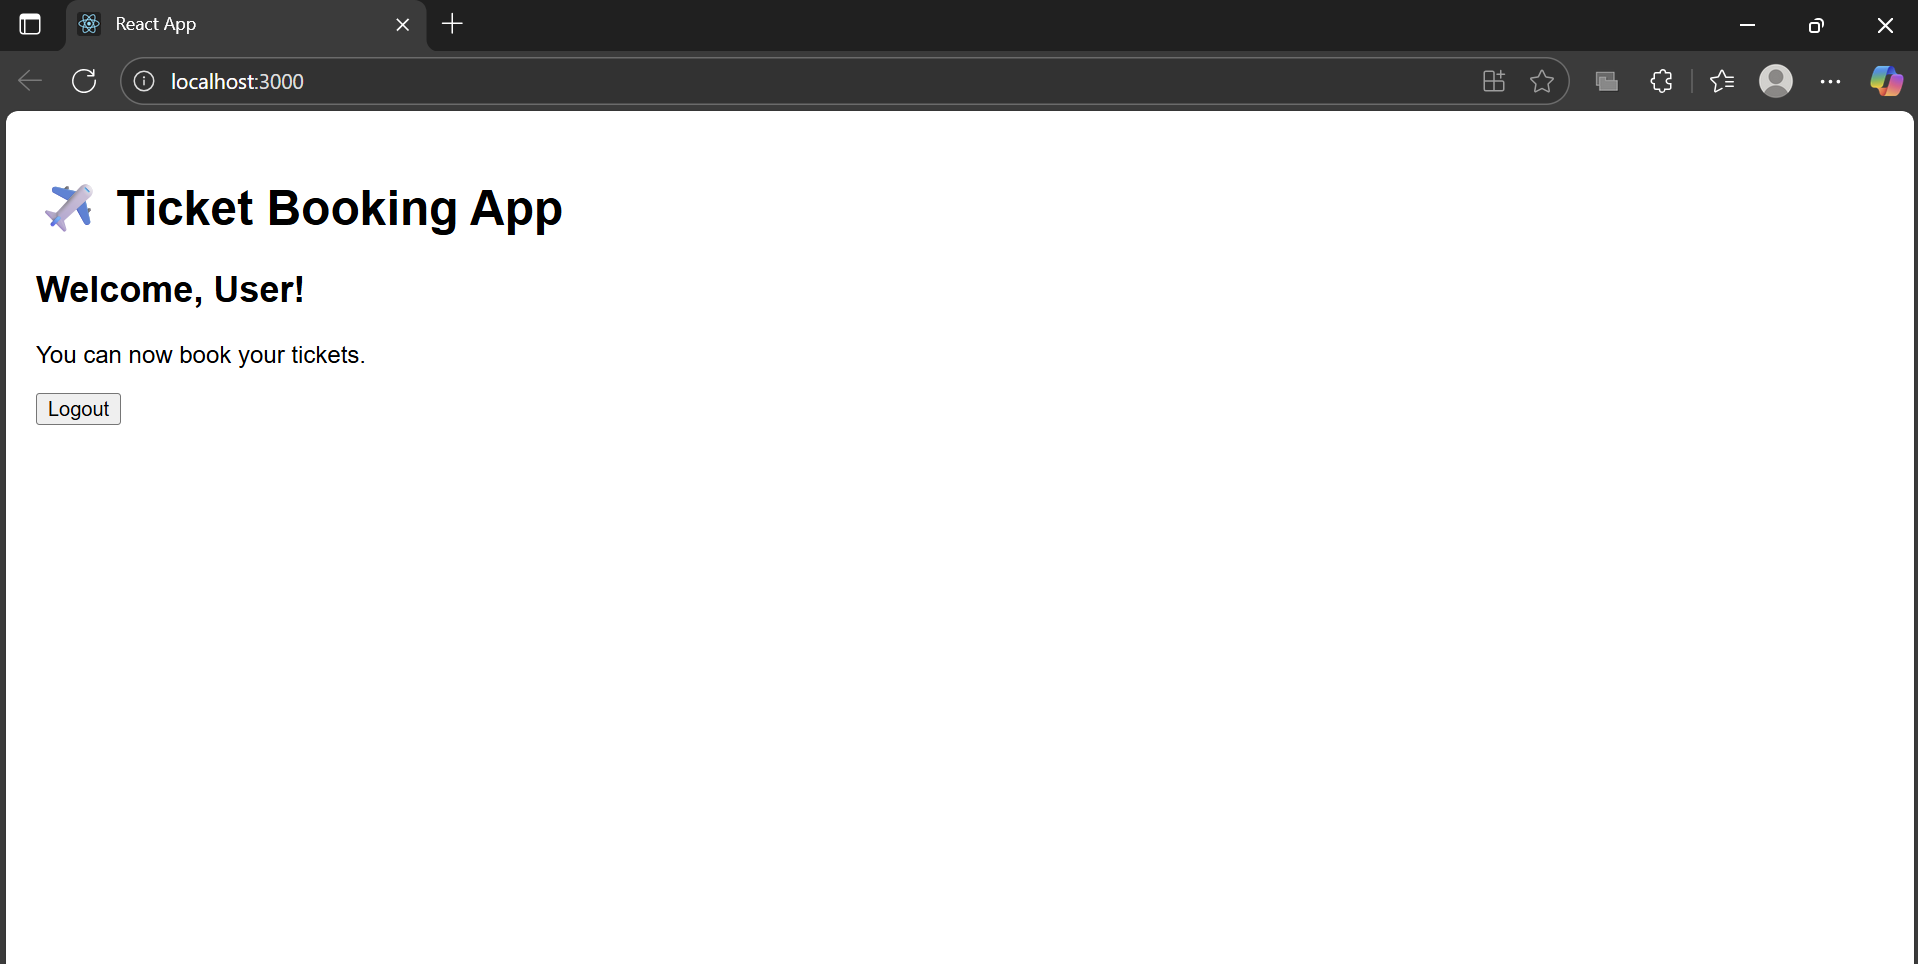 React App
localhost:3000
Ticket Booking App
Welcome, User!
You can now book your tickets.
Logout